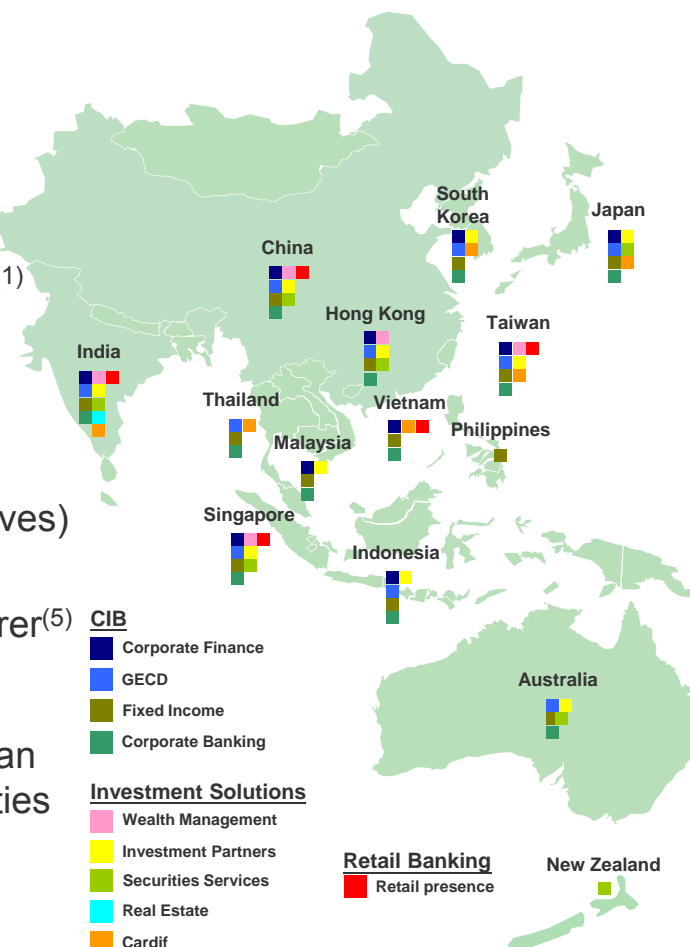 South
Korea
Japan
China
1)
Hong Kong
Taiwan
India
Thailand
Vietnam
Malaysia
Philippines
ves)
Singapore
Indonesia
rer(5)
CIB
Corporate Finance
GECD
Fixed Income
Corporate Banking
Australia
an
ties
Investment Solutions
Wealth Management
Investment Partners
Securities Services
Real Estate
Cardif
Retail Banking
Retail presence
New Zealand